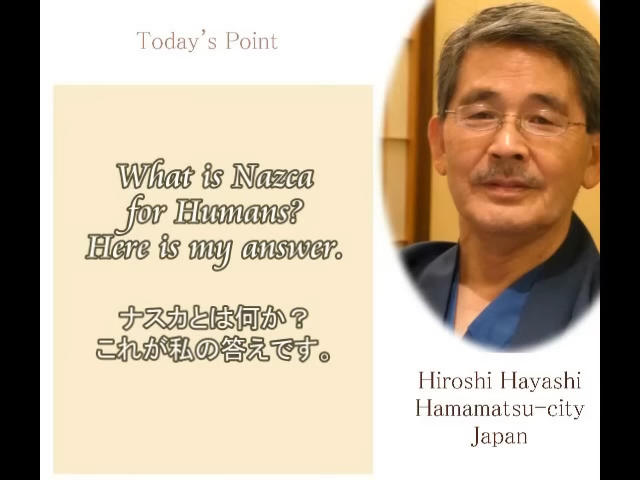 Today's Point
What is Nazca
for Humans?
Here is my answer.
ナスカとは何か？
これが私の答えです。
Hiroshi Hayashi
Hamamatsu-city
Japan